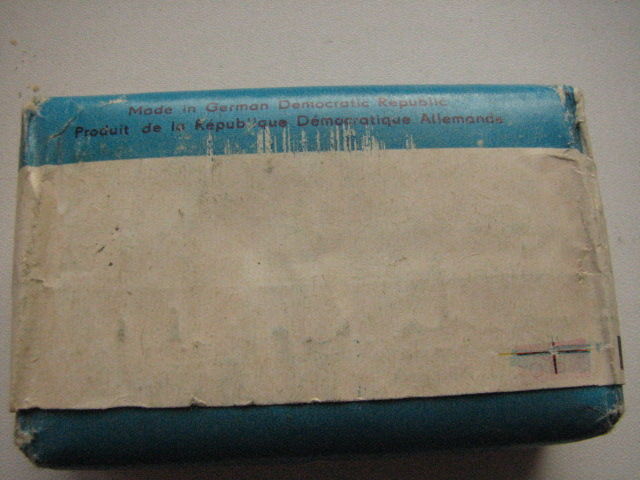 Made in German Democratic Republic
Produit de la République Démocratique Allemande